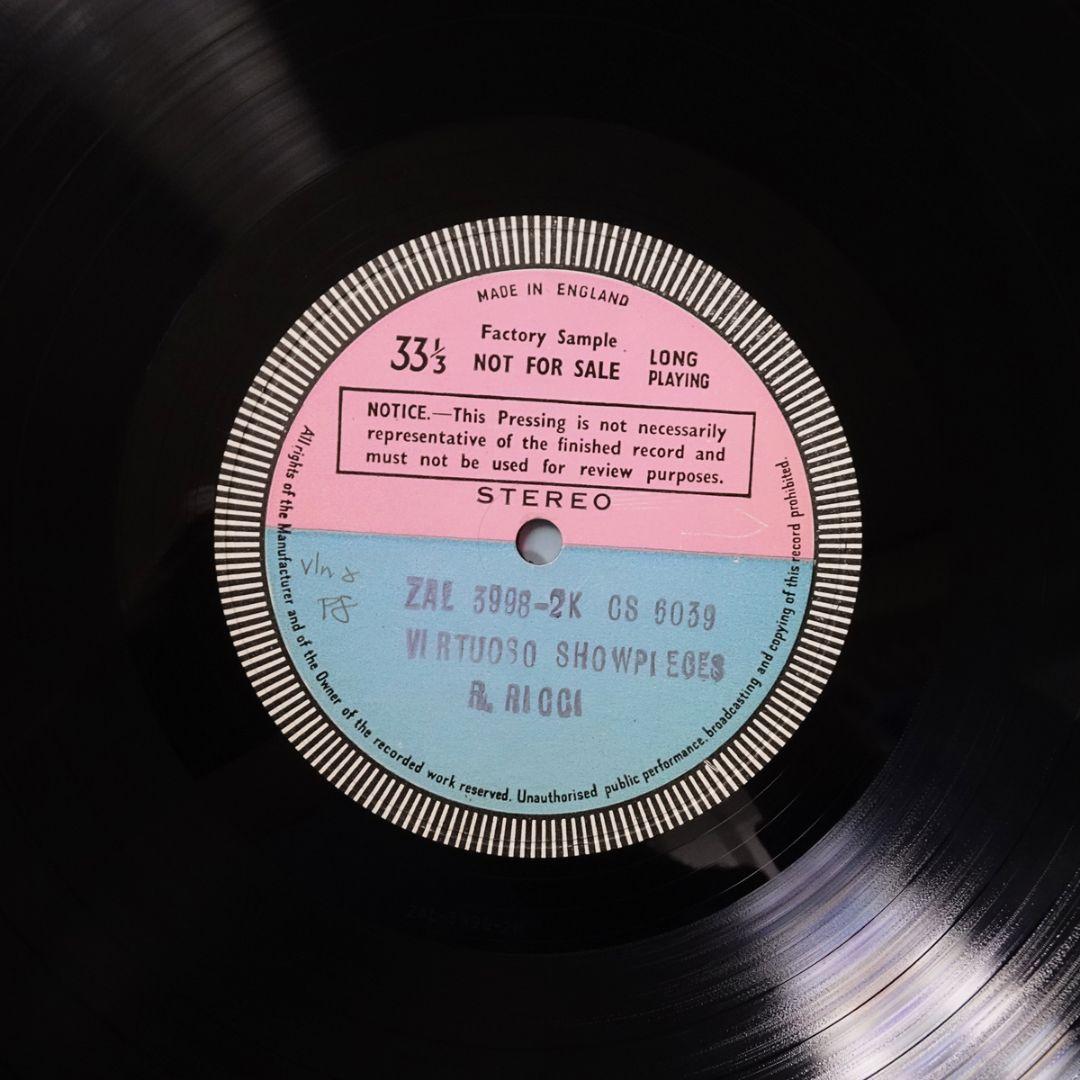 MADE IN ENGLAND
33⅓
Factory Sample
NOT FOR SALE
LONG
PLAYING
NOTICE.—This Pressing is not necessarily
representative of the finished record and
must not be used for review purposes.
STEREO
vln &
ZAL 3998-2K CS 6039
VIRTUOSO SHOWPIECES
R. RICCI
All rights of the Manufacturer and of the Owner of the recorded work reserved. Unauthorised public performance, broadcasting and copying of this record prohibited.